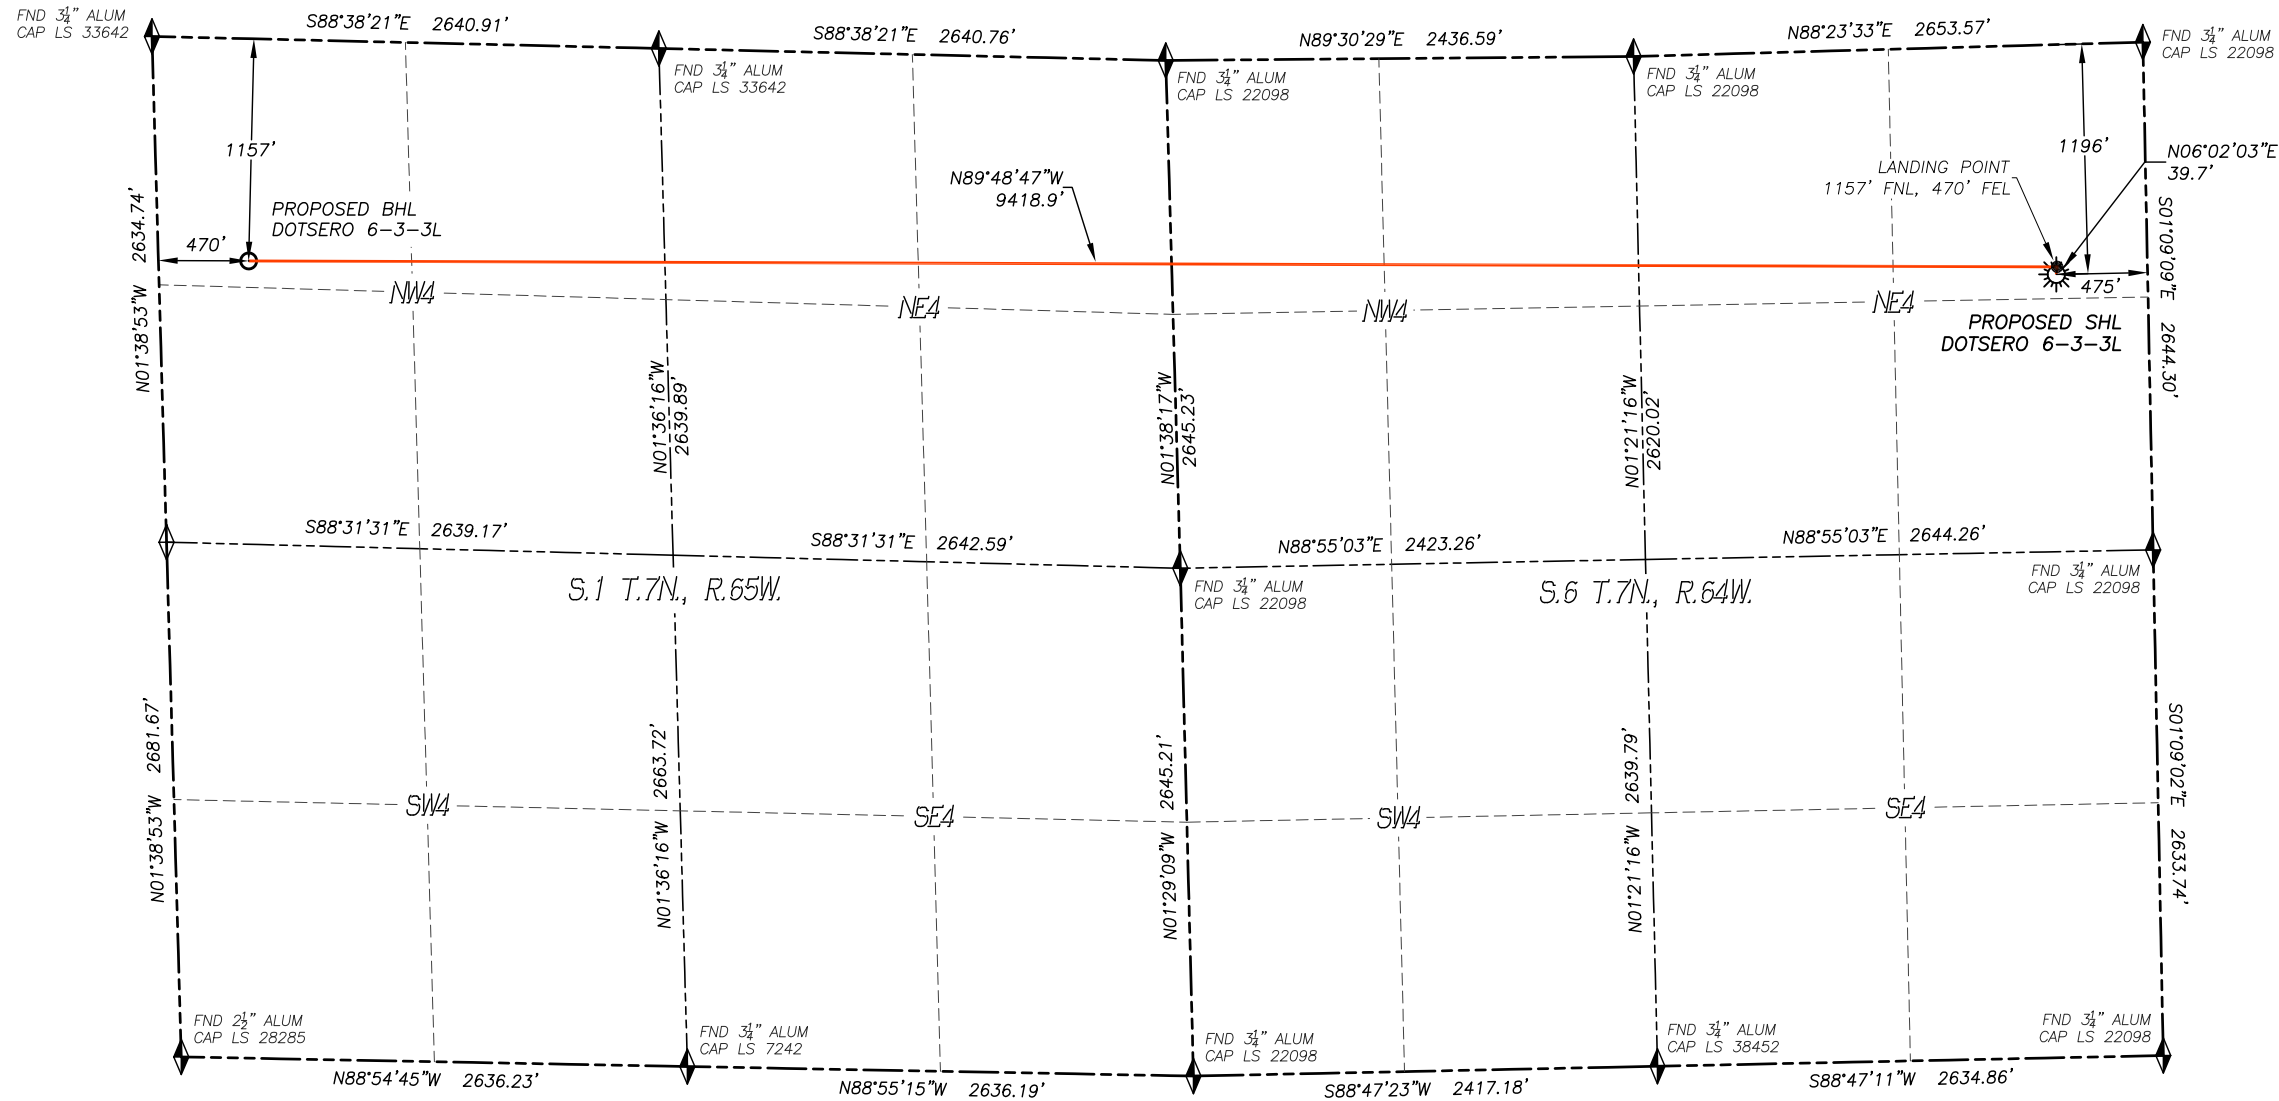 FND 3¼" ALUM
CAP LS 33642
S88°38'21"E 2640.91'
S88°38'21"E 2640.76'
N89°30'29"E 2436.59'
N88°23'33"E 2653.57'
FND 3¼" ALUM
CAP LS 22098
FND 3¼" ALUM
CAP LS 33642
FND 3¼" ALUM
CAP LS 22098
FND 3¼" ALUM
CAP LS 22098
1157'
1196'
N06°02'03"E
39.7'
LANDING POINT
1157' FNL, 470' FEL
N89°48'47"W
9418.9'
PROPOSED BHL
DOTSERO 6-3-3L
470'
475'
N01°38'53"W 2634.74'
S01°09'09"E 2644.30'
NW4
NE4
NW4
NE4
PROPOSED SHL
DOTSERO 6-3-3L
N01°36'16"W
2639.89'
N01°38'17"W
2645.23'
N01°21'16"W
2620.02'
S88°31'31"E 2639.17'
S88°31'31"E 2642.59'
N88°55'03"E 2423.26'
N88°55'03"E 2644.26'
S.1 T.7N., R.65W.
FND 3¼" ALUM
CAP LS 22098
S.6 T.7N., R.64W.
FND 3¼" ALUM
CAP LS 22098
N01°38'53"W 2681.67'
N01°36'16"W 2663.72'
N01°29'09"W 2645.21'
N01°21'16"W 2639.79'
S01°09'02"E 2633.74'
SW4
SE4
SW4
SE4
FND 2½" ALUM
CAP LS 28285
FND 3¼" ALUM
CAP LS 7242
FND 3¼" ALUM
CAP LS 22098
FND 3¼" ALUM
CAP LS 38452
FND 3¼" ALUM
CAP LS 22098
N88°54'45"W 2636.23'
N88°55'15"W 2636.19'
S88°47'23"W 2417.18'
S88°47'11"W 2634.86'